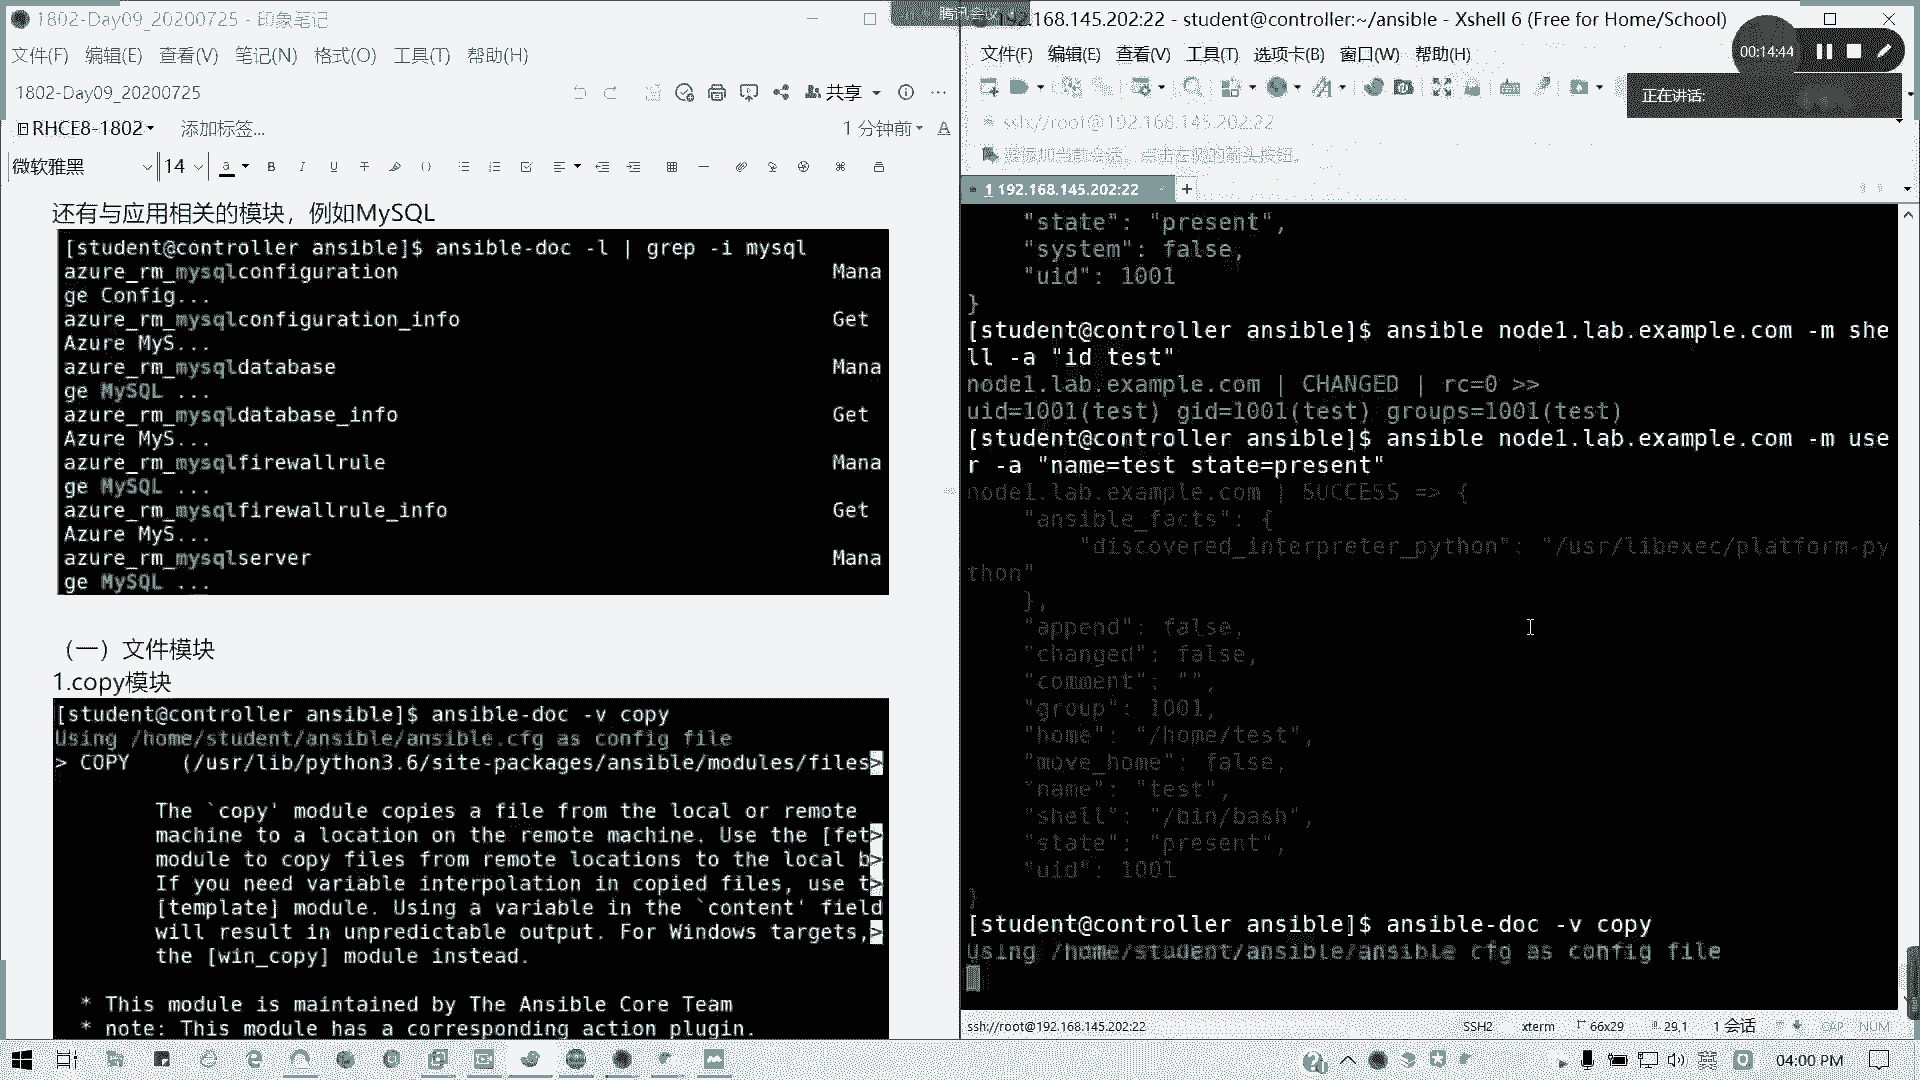 1802-Day09_20200725 - 印象笔记
文件(F) 编辑(E) 查看(V) 笔记(N) 格式(O) 工具(T) 帮助(H)
1802-Day09_20200725
共享
RHCE8-1802
添加标签...
1 分钟前
微软雅黑 14
还有与应用相关的模块，例如MySQL
[student@controller ansible]$ ansible-doc -l | grep -i mysql
azure_rm_mysqlconfiguration Mana
ge Config...
azure_rm_mysqlconfiguration_info Get
Azure MyS...
azure_rm_mysqldatabase Mana
ge MySQL ...
azure_rm_mysqldatabase_info Get
Azure MyS...
azure_rm_mysqlfirewallrule Mana
ge MySQL ...
azure_rm_mysqlfirewallrule_info Get
Azure MyS...
azure_rm_mysqlserver Mana
ge MySQL ...
（一）文件模块
1.copy模块
[student@controller ansible]$ ansible-doc -v copy
Using /home/student/ansible/ansible.cfg as config file
> COPY    (/usr/lib/python3.6/site-packages/ansible/modules/files>
The `copy' module copies a file from the local or remote
machine to a location on the remote machine. Use the [fet>
module to copy files from remote locations to the local b>
If you need variable interpolation in copied files, use t>
[template] module. Using a variable in the `content' field
will result in unpredictable output. For Windows targets,>
the [win_copy] module instead.
* This module is maintained by The Ansible Core Team
* note: This module has a corresponding action plugin.
腾讯会议
192.168.145.202:22 - student@controller:~/ansible - Xshell 6 (Free for Home/School)
文件(F) 编辑(E) 查看(V) 工具(T) 选项卡(B) 窗口(W) 帮助(H)
00:14:44
正在讲话:
ssh://root@192.168.145.202:22
要添加当前会话，点击左侧的箭头按钮。
1 192.168.145.202:22
"state": "present",
"system": false,
"uid": 1001
}
[student@controller ansible]$ ansible node1.lab.example.com -m she
ll -a "id test"
node1.lab.example.com | CHANGED | rc=0 >>
uid=1001(test) gid=1001(test) groups=1001(test)
[student@controller ansible]$ ansible node1.lab.example.com -m use
r -a "name=test state=present"
node1.lab.example.com | SUCCESS => {
"ansible_facts": {
"discovered_interpreter_python": "/usr/libexec/platform-py
thon"
},
"append": false,
"changed": false,
"comment": "",
"group": 1001,
"home": "/home/test",
"move_home": false,
"name": "test",
"shell": "/bin/bash",
"state": "present",
"uid": 1001
}
[student@controller ansible]$ ansible-doc -v copy
Using /home/student/ansible/ansible cfg as config file
ssh://root@192.168.145.202:22 SSH2 xterm 66x29 29,1 1 会话 CAP NUM
英
04:00 PM